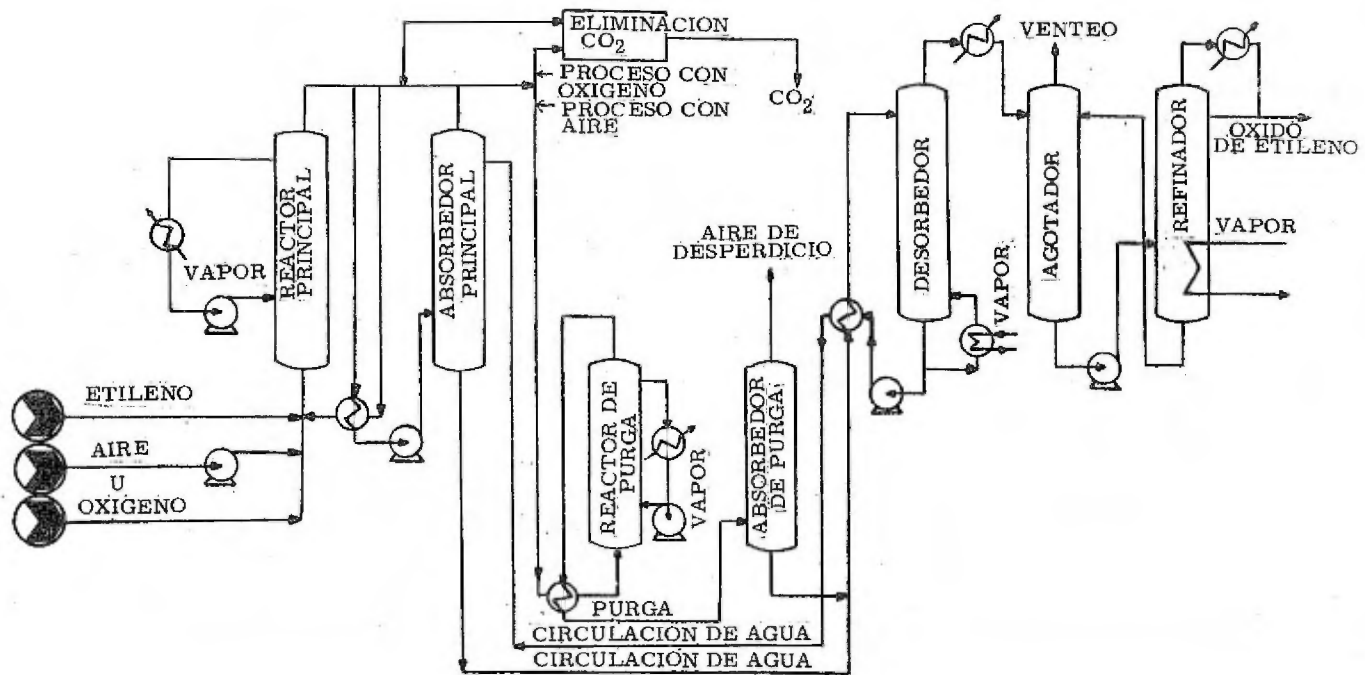 ELIMINACION
CO2
PROCESO CON
OXIGENO
PROCESO CON
AIRE
CO2
VENTEO
OXIDO
DE ETILENO
REACTOR
PRINCIPAL
VAPOR
ABSORBEDOR
PRINCIPAL
DESORBEDOR
VAPOR
AGOTADOR
REFINADOR
VAPOR
AIRE DE
DESPERDICIO
ETILENO
AIRE
U
OXIGENO
REACTOR DE
PURGA
VAPOR
ABSORBEDOR
DE PURGA
PURGA
CIRCULACIÓN DE AGUA
CIRCULACIÓN DE AGUA